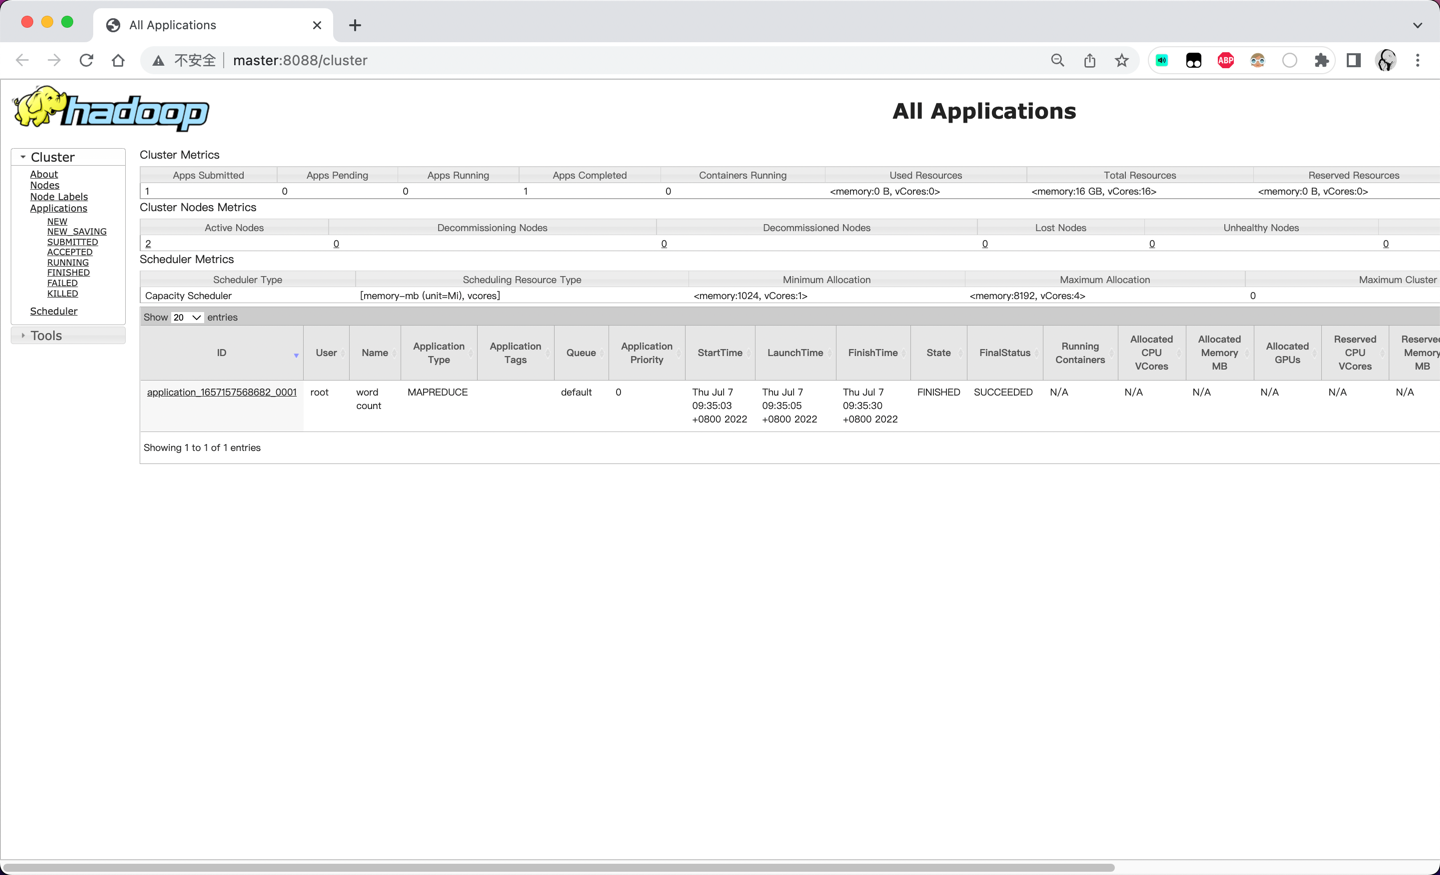 All Applications
不安全 master:8088/cluster
ABP
hadoop
All Applications
Cluster
About
Nodes
Node Labels
Applications
NEW
NEW_SAVING
SUBMITTED
ACCEPTED
RUNNING
FINISHED
FAILED
KILLED
Scheduler
Tools
Cluster Metrics
Apps Submitted Apps Pending Apps Running Apps Completed Containers Running Used Resources Total Resources Reserved Resources
1 0 0 1 0 <memory:0 B, vCores:0> <memory:16 GB, vCores:16> <memory:0 B, vCores:0>
Cluster Nodes Metrics
Active Nodes Decommissioning Nodes Decommissioned Nodes Lost Nodes Unhealthy Nodes
2 0 0 0 0 0
Scheduler Metrics
Scheduler Type Scheduling Resource Type Minimum Allocation Maximum Allocation Maximum Cluster
Capacity Scheduler [memory-mb (unit=Mi), vcores] <memory:1024, vCores:1> <memory:8192, vCores:4> 0
Show 20 entries
ID User Name Application Type Application Tags Queue Application Priority StartTime LaunchTime FinishTime State FinalStatus Running Containers Allocated CPU VCores Allocated Memory MB Allocated GPUs Reserved CPU VCores Reserved Memory MB
application_1657157568682_0001 root word count MAPREDUCE default 0 Thu Jul 7 09:35:03 +0800 2022 Thu Jul 7 09:35:05 +0800 2022 Thu Jul 7 09:35:30 +0800 2022 FINISHED SUCCEEDED N/A N/A N/A N/A N/A N/A
Showing 1 to 1 of 1 entries